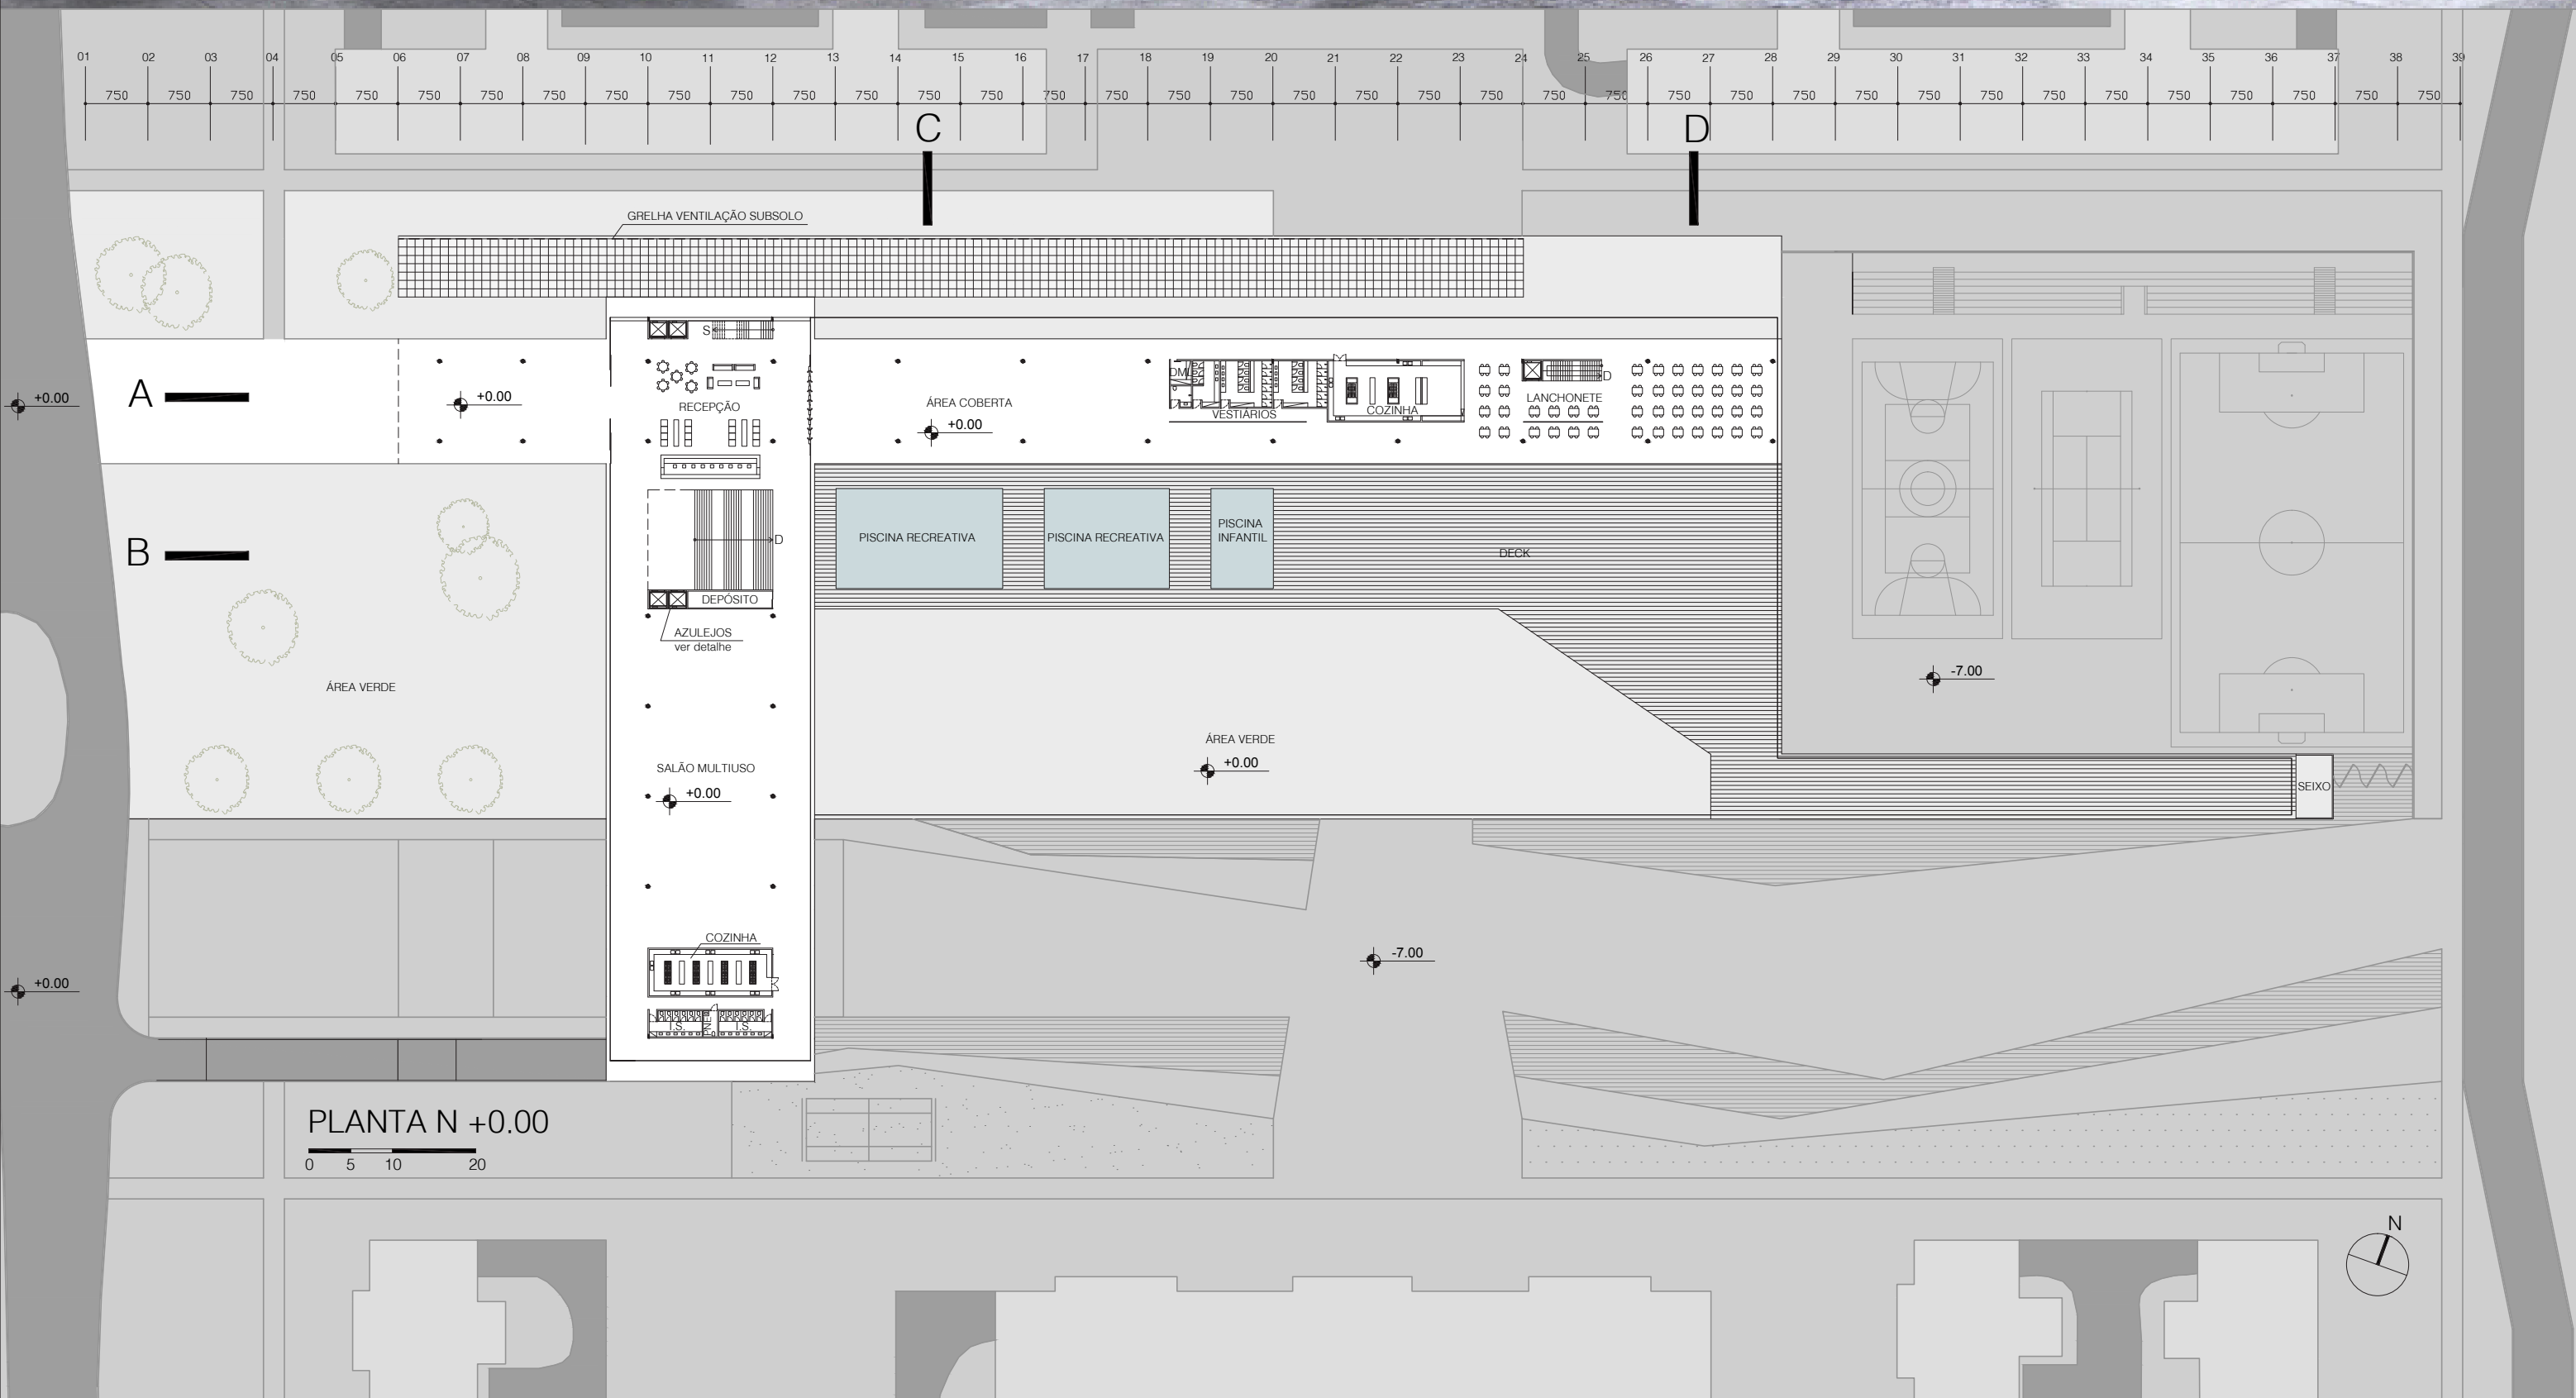 01 02 03 04 05 06 07 08 09 10 11 12 13 14 15 16 17 18 19 20 21 22 23 24 25 26 27 28 29 30 31 32 33 34 35 36 37 38 39
750 750 750 750 750 750 750 750 750 750 750 750 750 750 750 750 750 750 750 750 750 750 750 750 750 750 750 750 750 750 750 750 750 750 750 750 750 750
C
D
GRELHA VENTILAÇÃO SUBSOLO
S
A
+0.00
+0.00
RECEPÇÃO
ÁREA COBERTA
+0.00
DML
VESTIÁRIOS
COZINHA
LANCHONETE
D
B
D
PISCINA RECREATIVA
PISCINA RECREATIVA
PISCINA
INFANTIL
DECK
DEPÓSITO
AZULEJOS
ver detalhe
ÁREA VERDE
-7.00
ÁREA VERDE
+0.00
SALÃO MULTIUSO
+0.00
SEIXO
COZINHA
-7.00
+0.00
I.S.
PNE
I.S.
PLANTA N +0.00
0 5 10 20
N